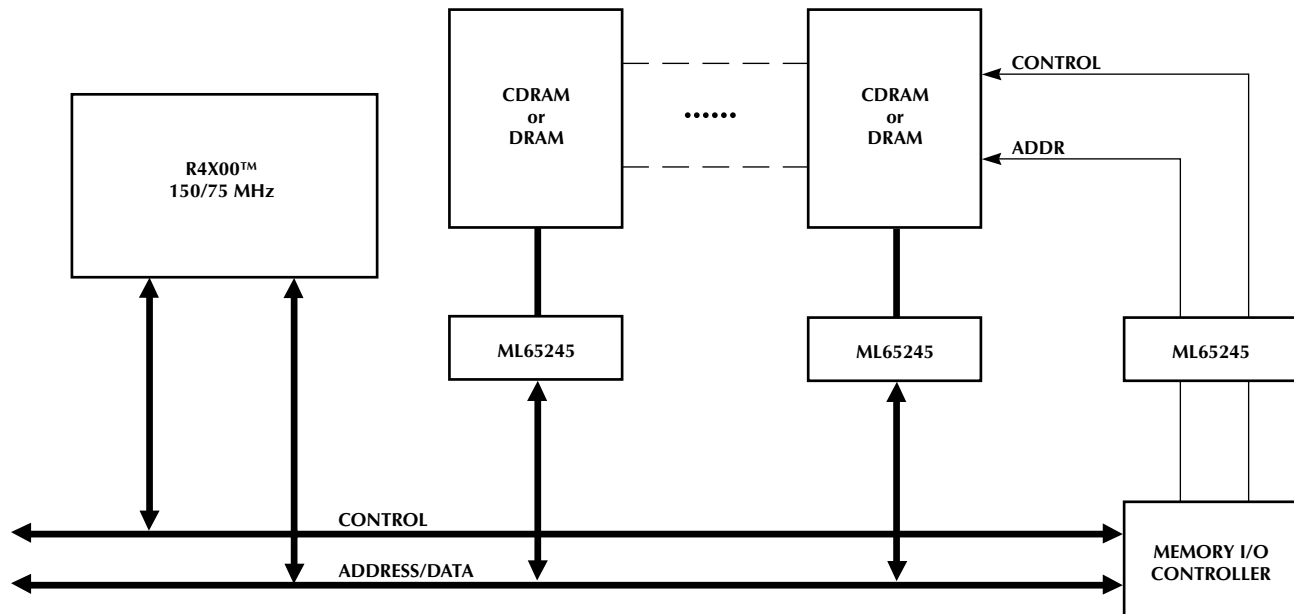 R4X00™
150/75 MHz
CDRAM
or
DRAM
••••••
CDRAM
or
DRAM
CONTROL
ADDR
ML65245
ML65245
ML65245
CONTROL
ADDRESS/DATA
MEMORY I/O
CONTROLLER